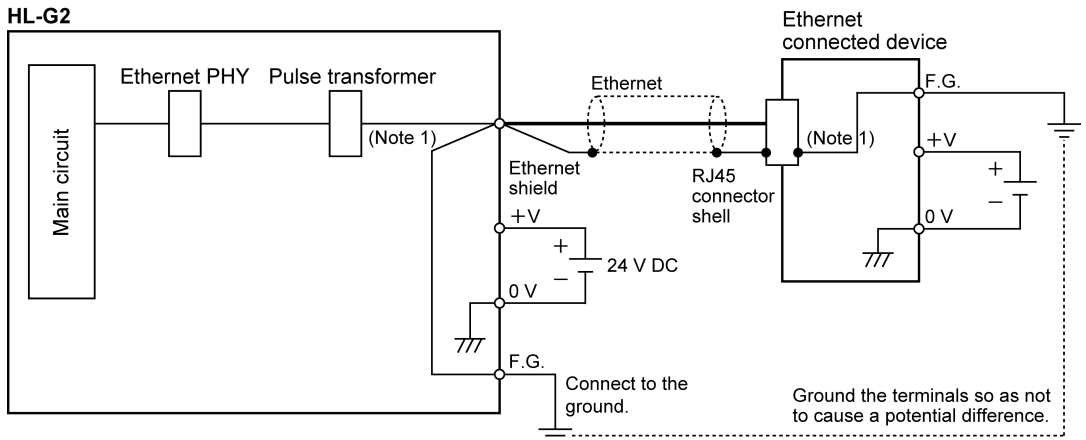 HL-G2
Ethernet
connected device
Ethernet PHY
Pulse transformer
Ethernet
F.G.
Main circuit
(Note 1)
(Note 1)
+V
Ethernet
shield
RJ45
connector
shell
+
−
+V
0 V
+
−
24 V DC
0 V
F.G.
Connect to the
ground.
Ground the terminals so as not
to cause a potential difference.